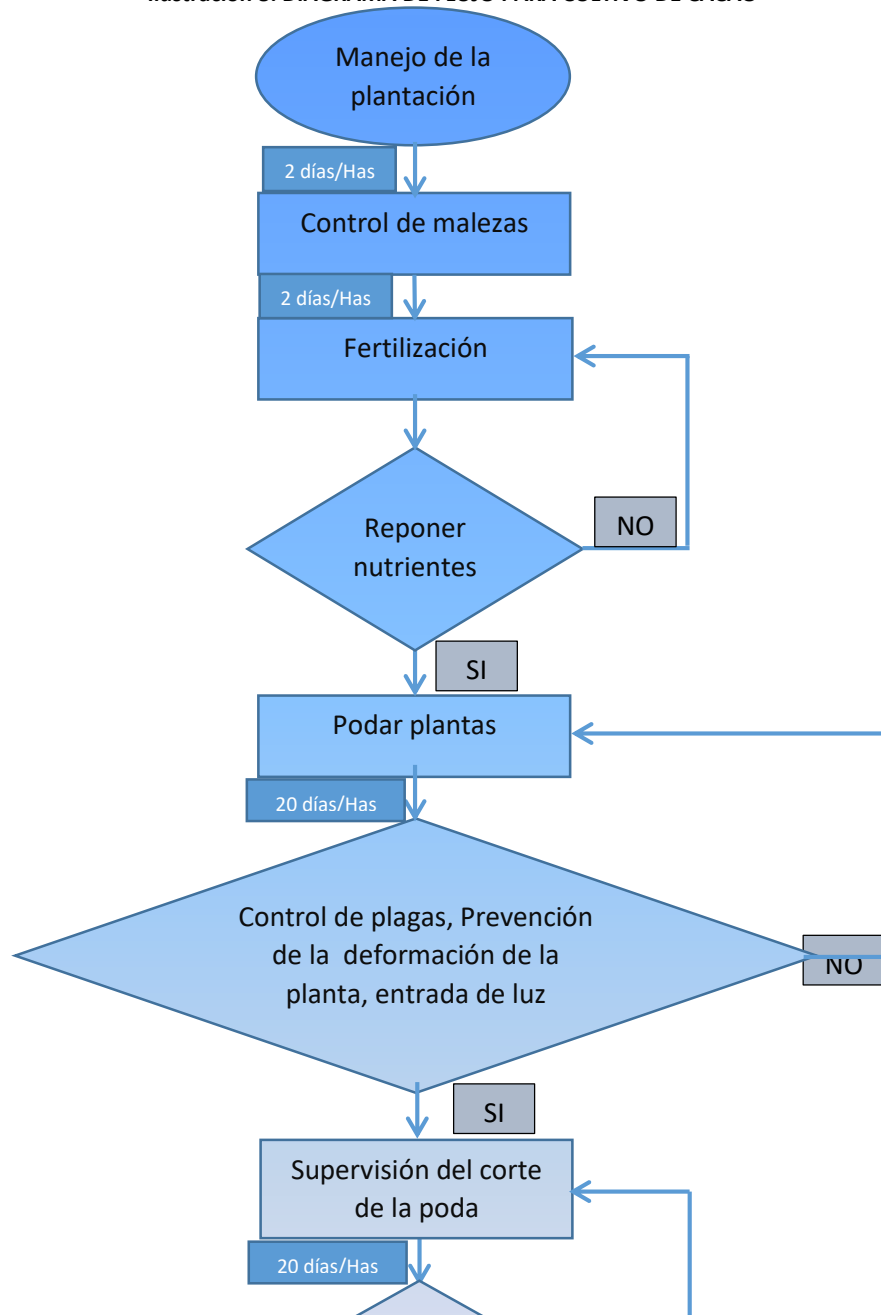 Manejo de la
plantación
2 días/Has
Control de malezas
2 días/Has
Fertilización
Reponer
nutrientes
NO
SI
Podar plantas
20 días/Has
Control de plagas, Prevención
de la deformación de la
planta, entrada de luz
NO
SI
Supervisión del corte
de la poda
20 días/Has